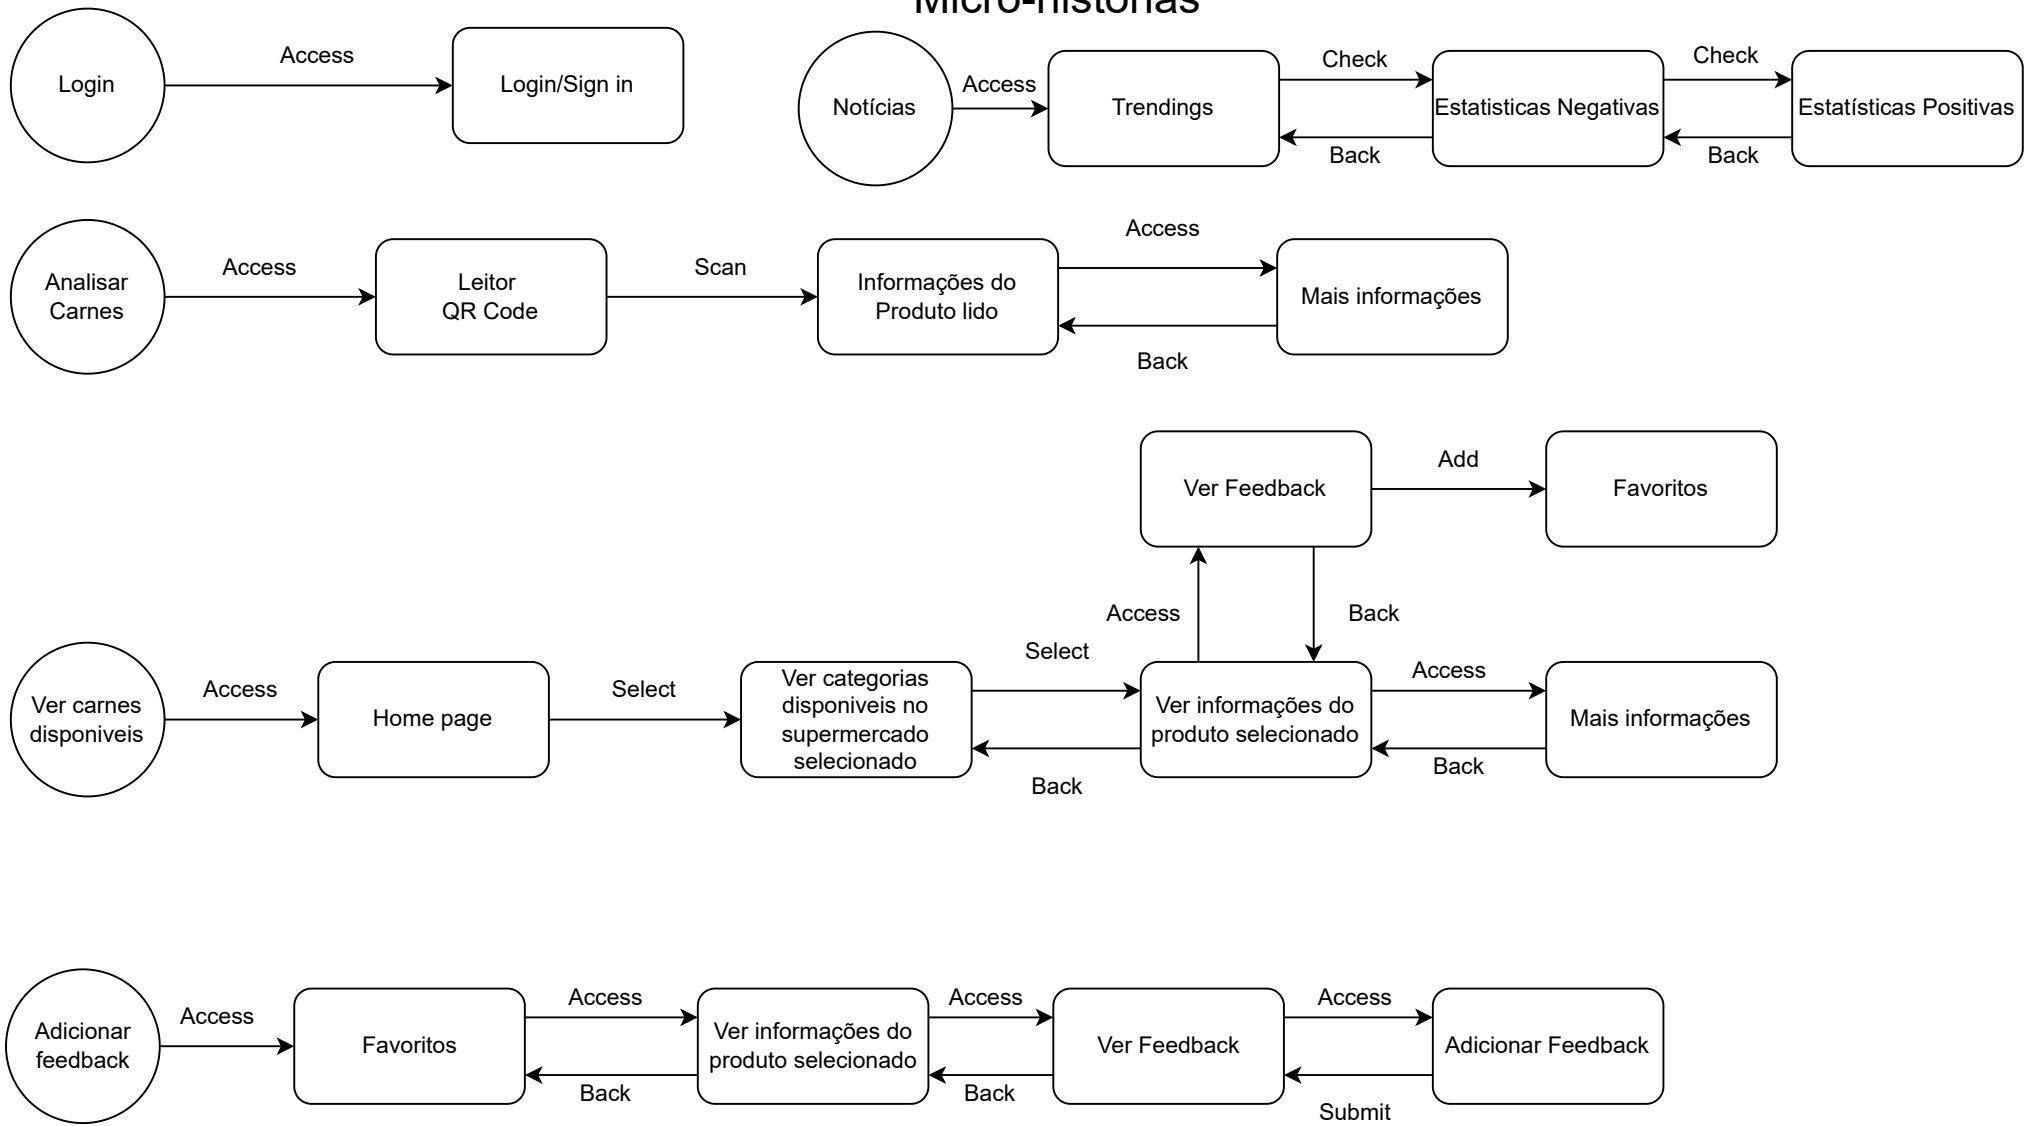 Micro-histórias
Login
Access
Login/Sign in
Notícias
Access
Trendings
Check
Back
Estatisticas Negativas
Check
Back
Estatísticas Positivas
Analisar
Carnes
Access
Leitor
QR Code
Scan
Informações do
Produto lido
Access
Back
Mais informações
Ver Feedback
Add
Favoritos
Access
Back
Ver carnes
disponiveis
Access
Home page
Select
Ver categorias
disponiveis no
supermercado
selecionado
Select
Back
Ver informações do
produto selecionado
Access
Back
Mais informações
Adicionar
feedback
Access
Favoritos
Access
Back
Ver informações do
produto selecionado
Access
Back
Ver Feedback
Access
Submit
Adicionar Feedback